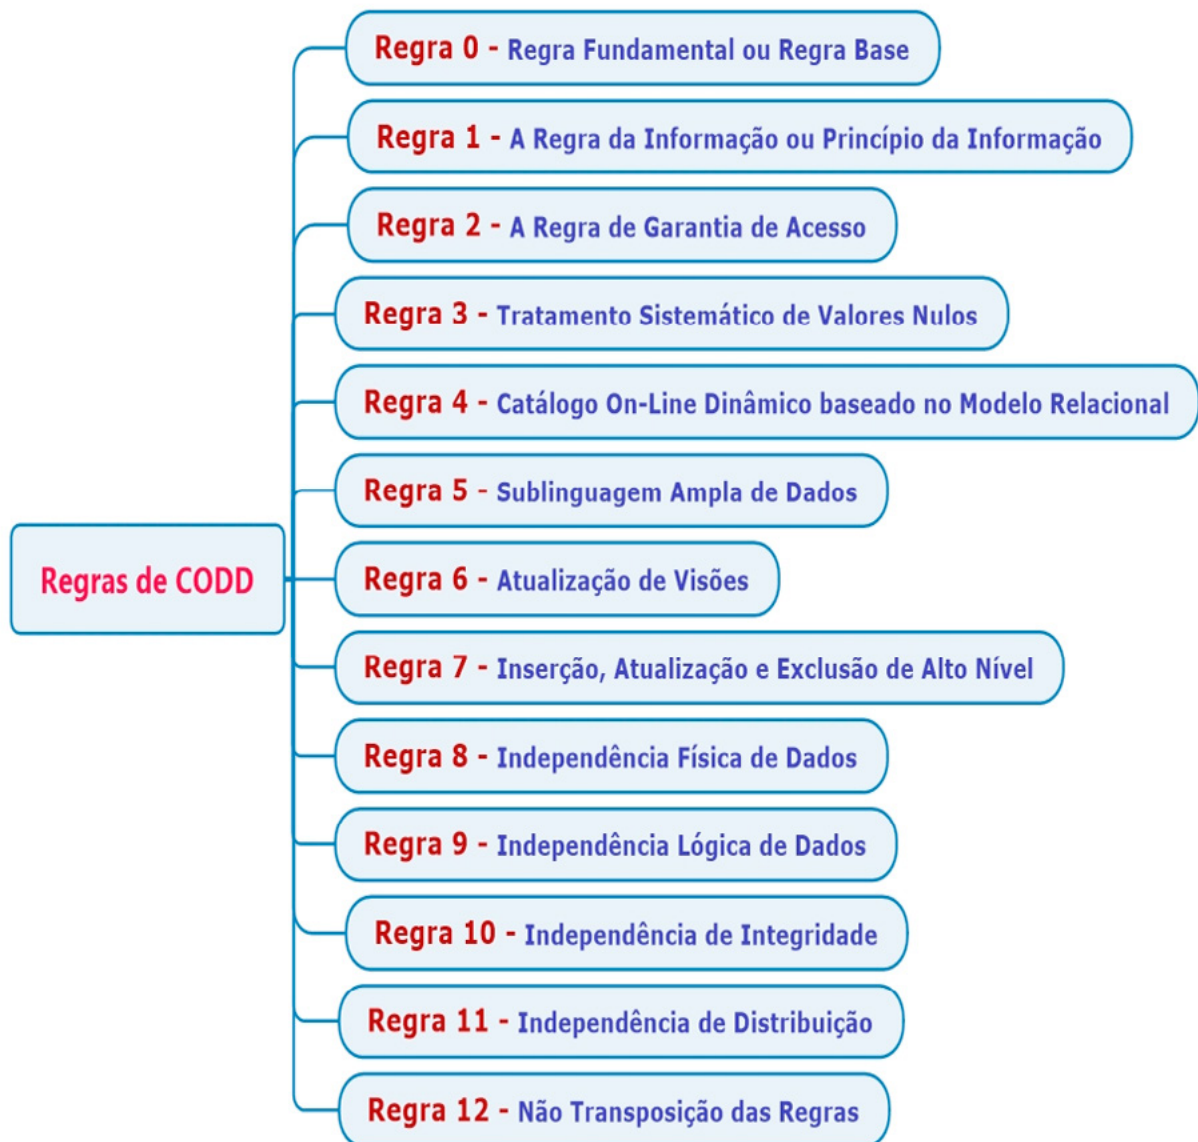 Regra 0 - Regra Fundamental ou Regra Base
Regra 1 - A Regra da Informação ou Princípio da Informação
Regra 2 - A Regra de Garantia de Acesso
Regra 3 - Tratamento Sistemático de Valores Nulos
Regra 4 - Catálogo On-Line Dinâmico baseado no Modelo Relacional
Regra 5 - Sublinguagem Ampla de Dados
Regras de CODD
Regra 6 - Atualização de Visões
Regra 7 - Inserção, Atualização e Exclusão de Alto Nível
Regra 8 - Independência Física de Dados
Regra 9 - Independência Lógica de Dados
Regra 10 - Independência de Integridade
Regra 11 - Independência de Distribuição
Regra 12 - Não Transposição das Regras